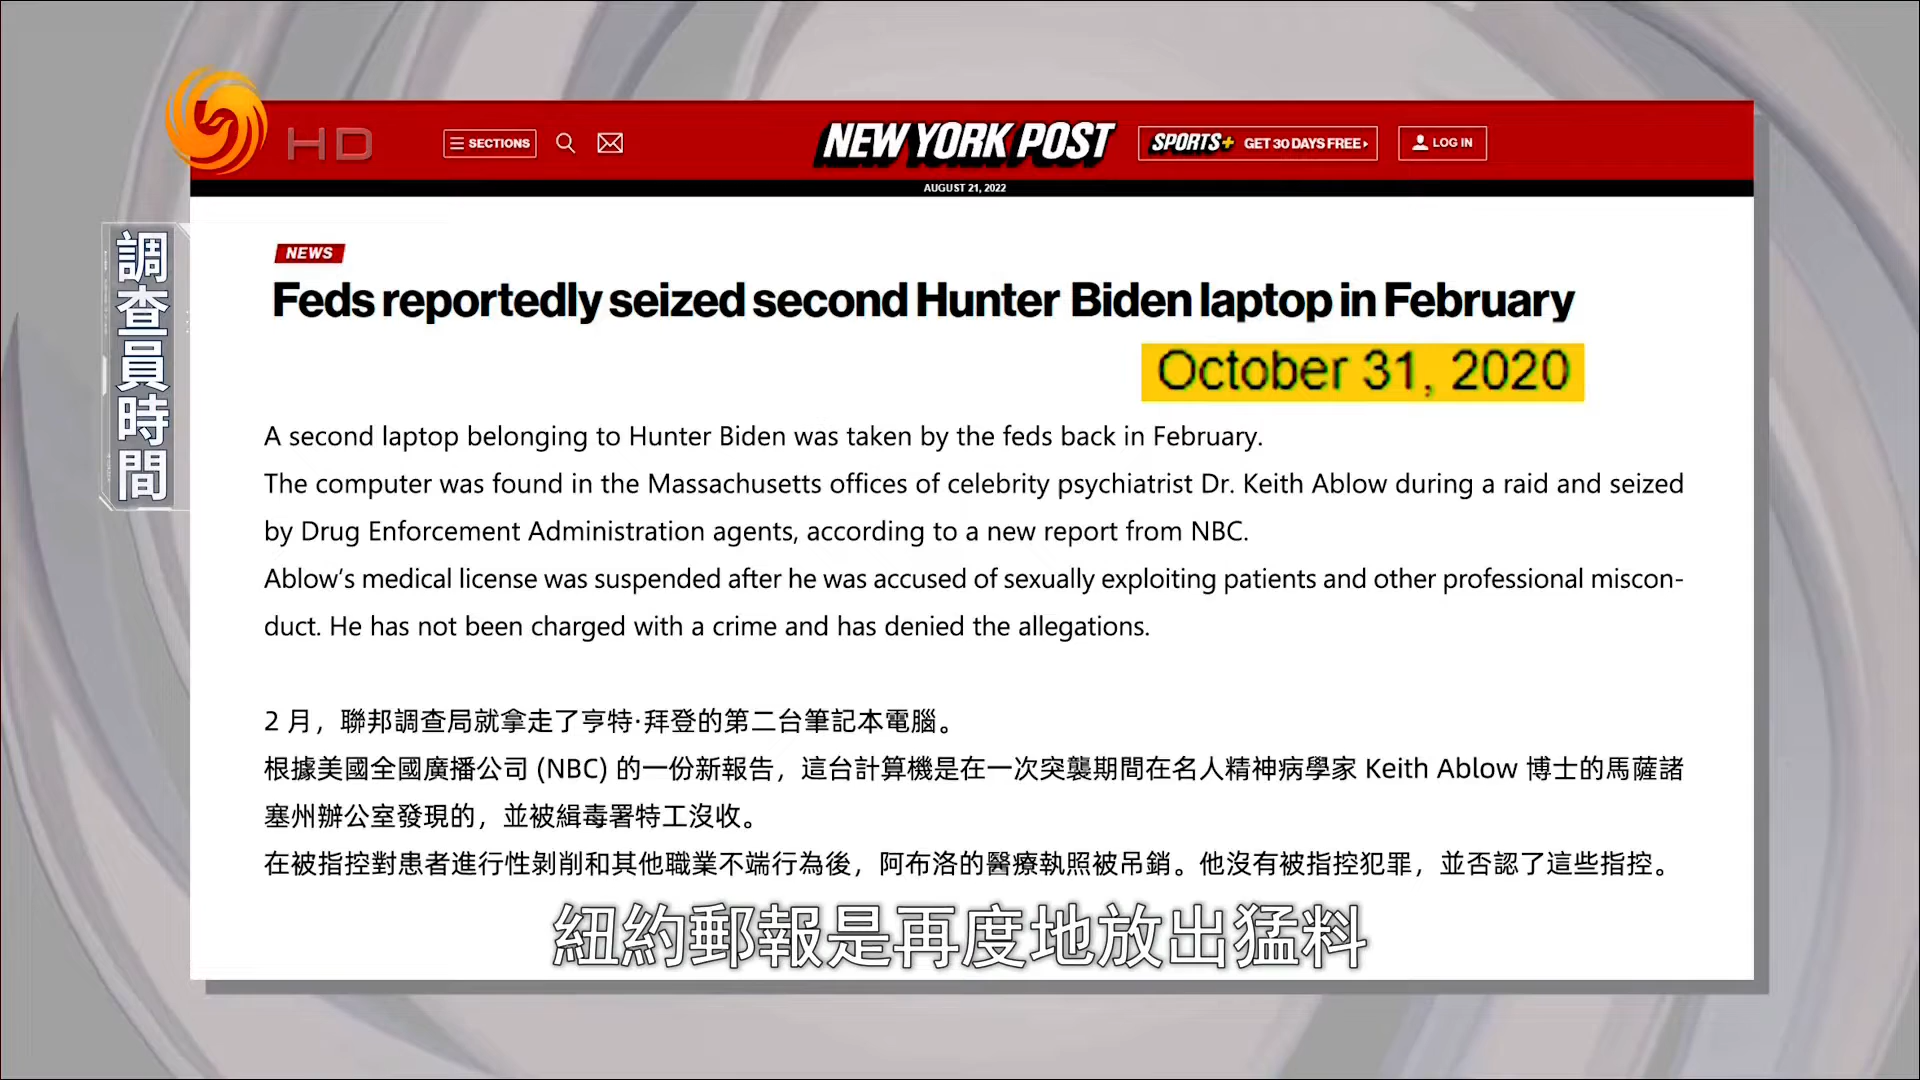 HD
SECTIONS
NEW YORK POST
SPORTS+ GET 30 DAYS FREE
LOG IN
AUGUST 21, 2022
調查員時間
NEWS
Feds reportedly seized second Hunter Biden laptop in February
October 31, 2020
A second laptop belonging to Hunter Biden was taken by the feds back in February.
The computer was found in the Massachusetts offices of celebrity psychiatrist Dr. Keith Ablow during a raid and seized
by Drug Enforcement Administration agents, according to a new report from NBC.
Ablow’s medical license was suspended after he was accused of sexually exploiting patients and other professional miscon-
duct. He has not been charged with a crime and has denied the allegations.
2 月，聯邦調查局就拿走了亨特·拜登的第二台筆記本電腦。
根據美國全國廣播公司 (NBC) 的一份新報告，這台計算機是在一次突襲期間在名人精神病學家 Keith Ablow 博士的馬薩諸
塞州辦公室發現的，並被緝毒署特工沒收。
在被指控對患者進行性剝削和其他職業不端行為後，阿布洛的醫療執照被吊銷。他沒有被指控犯罪，並否認了這些指控。
紐約郵報是再度地放出猛料